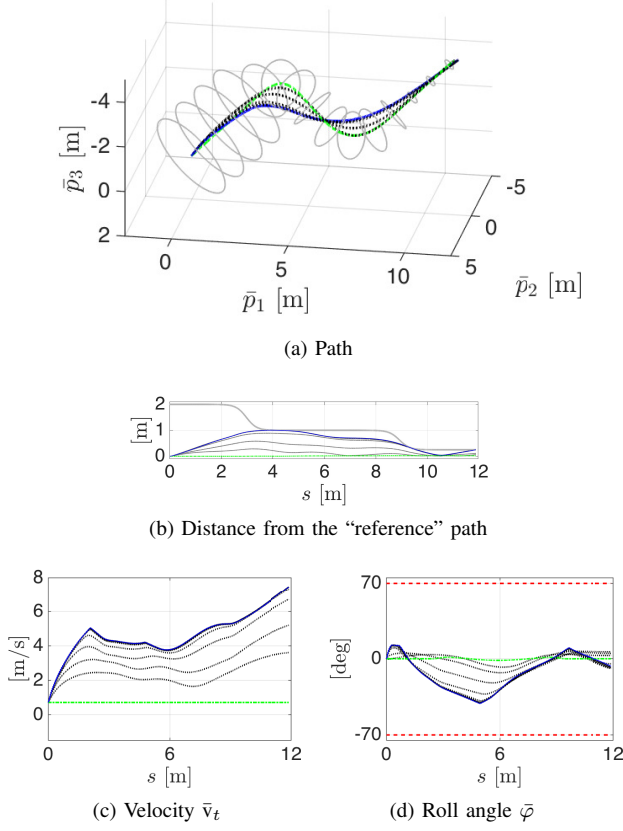 -4
-2
0
2
p̄₃ [m]
0
5
10
p̄₁ [m]
-5
0
5
p̄₂ [m]
(a) Path
2
1
0
[m]
0 2 4 6 8 10 12
s [m]
(b) Distance from the “reference” path
8
6
4
2
0
[m/s]
0 6 12
s [m]
(c) Velocity v̄ₜ
70
0
-70
[deg]
0 6 12
s [m]
(d) Roll angle φ̄